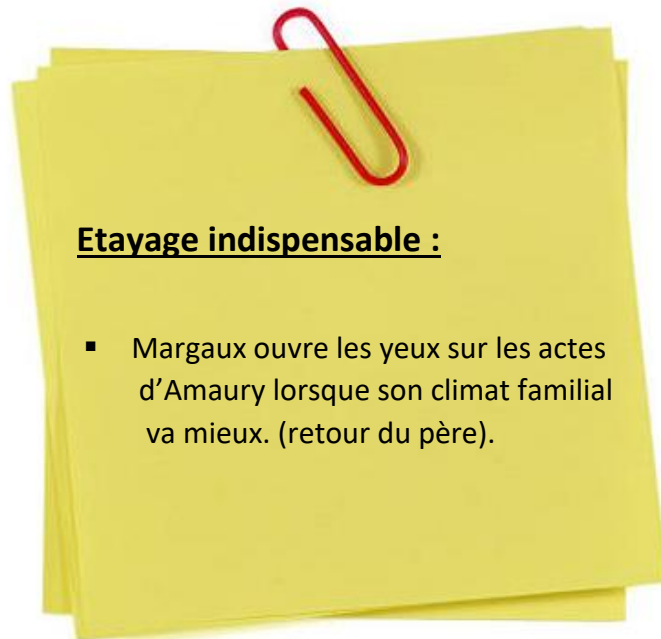 Etayage indispensable :
▪ Margaux ouvre les yeux sur les actes
d’Amaury lorsque son climat familial
va mieux. (retour du père).